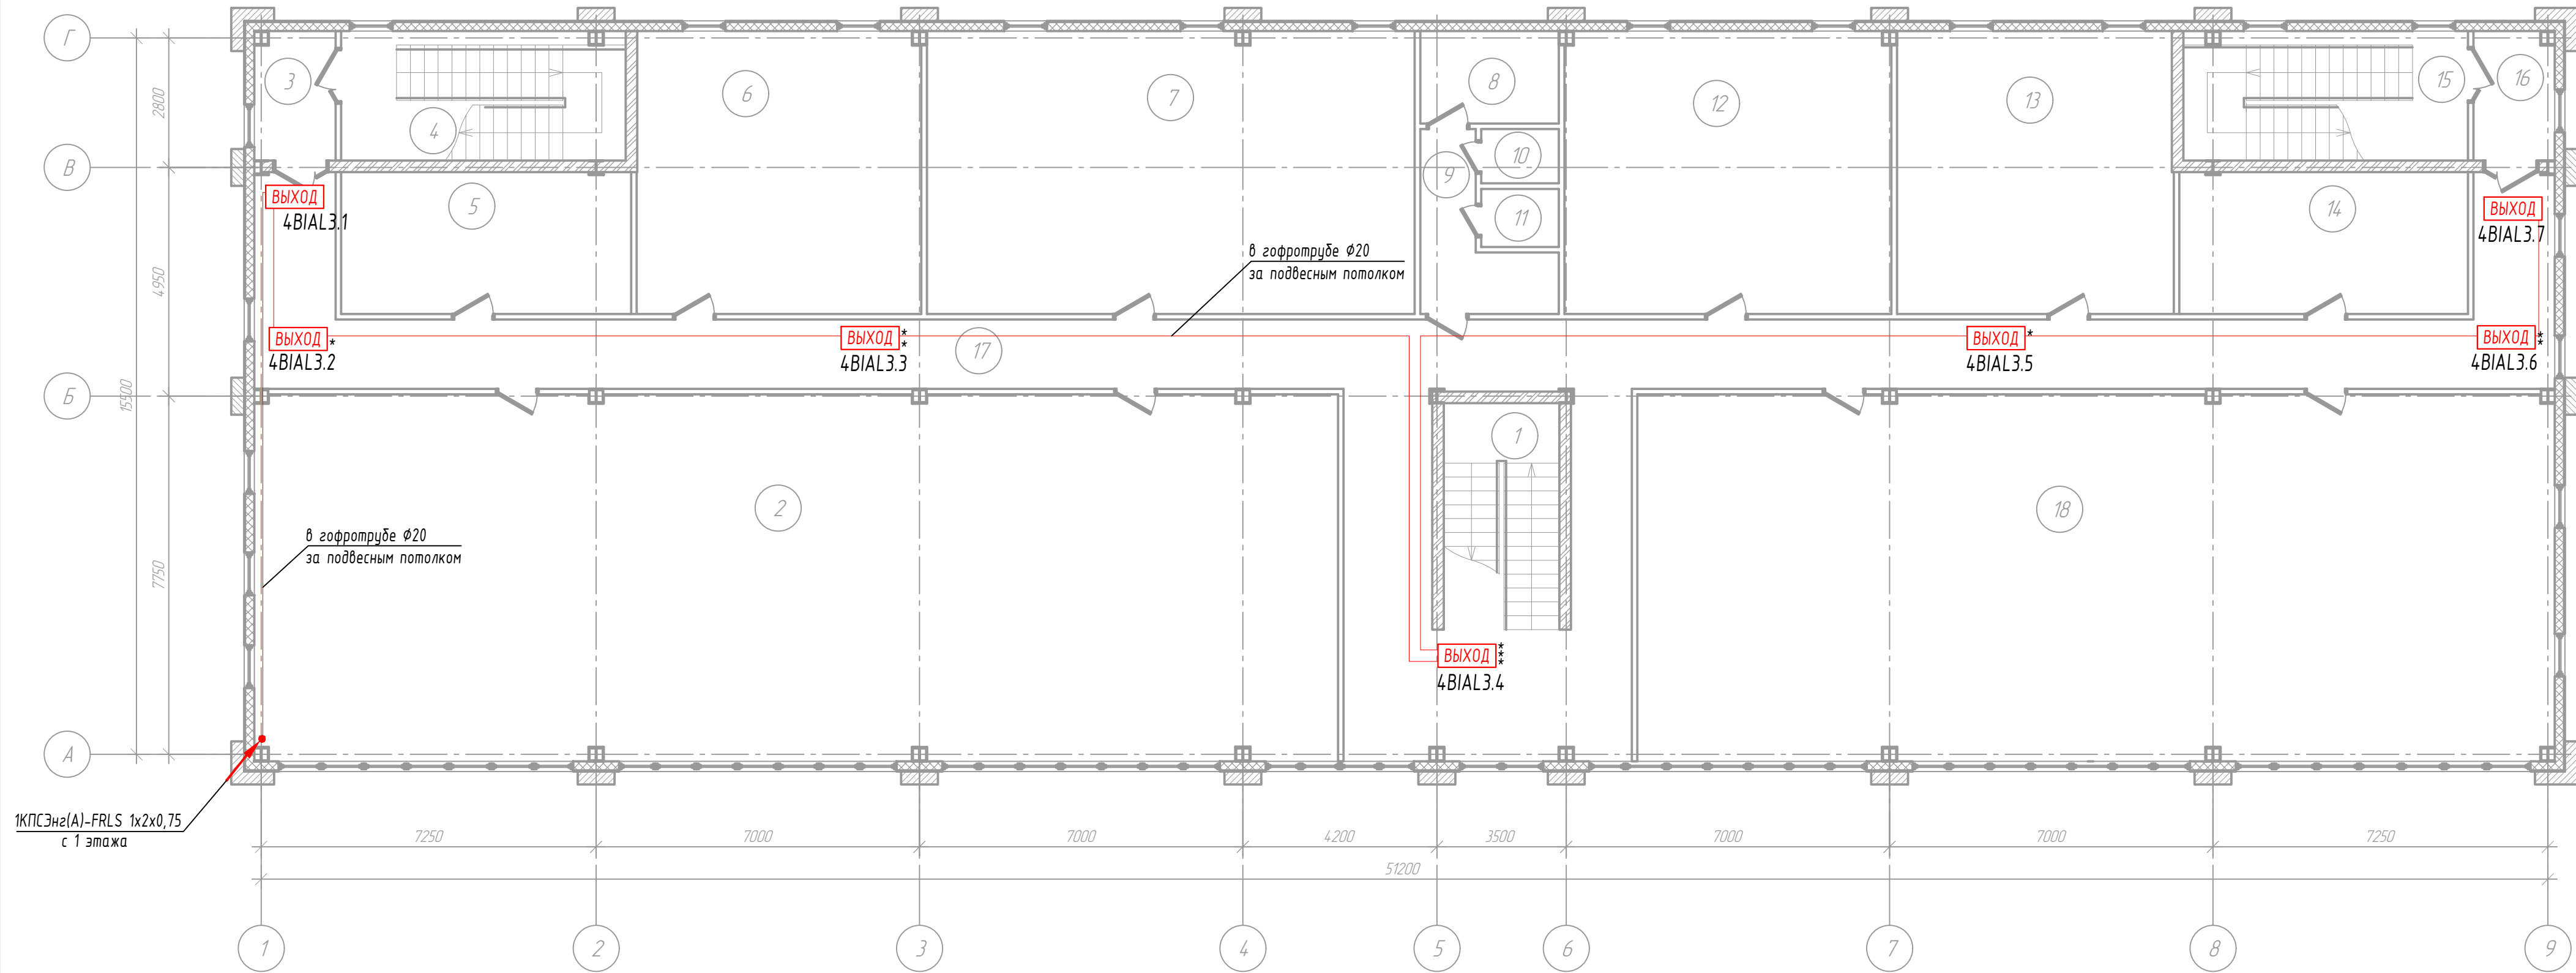 Г
3
4
6
7
8
12
13
15
16
2800
В
9
10
ВЫХОД
4BIAL3.1
5
11
14
ВЫХОД
4BIAL3.7
4950
в гофротрубе Ф20
за подвесным потолком
ВЫХОД *
4BIAL3.2
ВЫХОД **
4BIAL3.3
17
ВЫХОД *
4BIAL3.5
ВЫХОД **
4BIAL3.6
15500
Б
1
2
18
в гофротрубе Ф20
за подвесным потолком
7750
ВЫХОД ***
4BIAL3.4
А
1КПСЭнг(А)-FRLS 1x2x0,75
с 1 этажа
7250
7000
7000
4200
3500
7000
7000
7250
51200
1
2
3
4
5
6
7
8
9